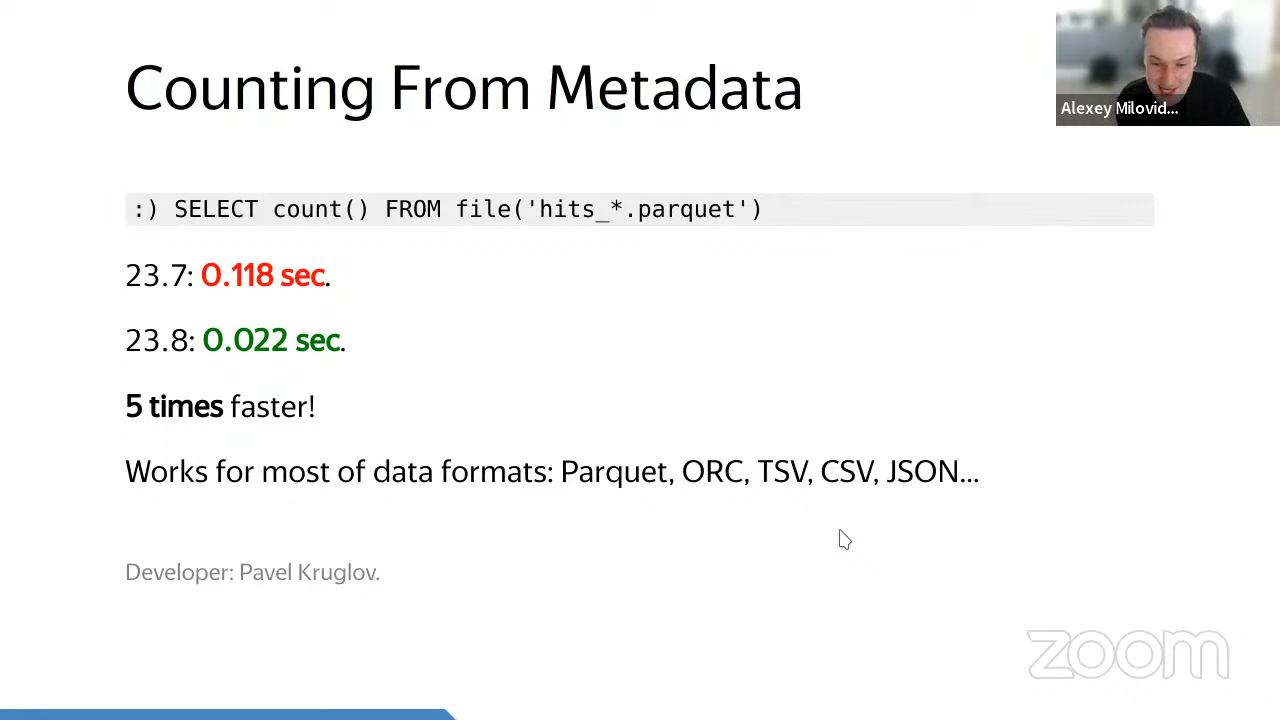 Counting From Metadata
Alexey Milovid...
:) SELECT count() FROM file('hits_*.parquet')
23.7: 0.118 sec.
23.8: 0.022 sec.
5 times faster!
Works for most of data formats: Parquet, ORC, TSV, CSV, JSON...
Developer: Pavel Kruglov.
zoom